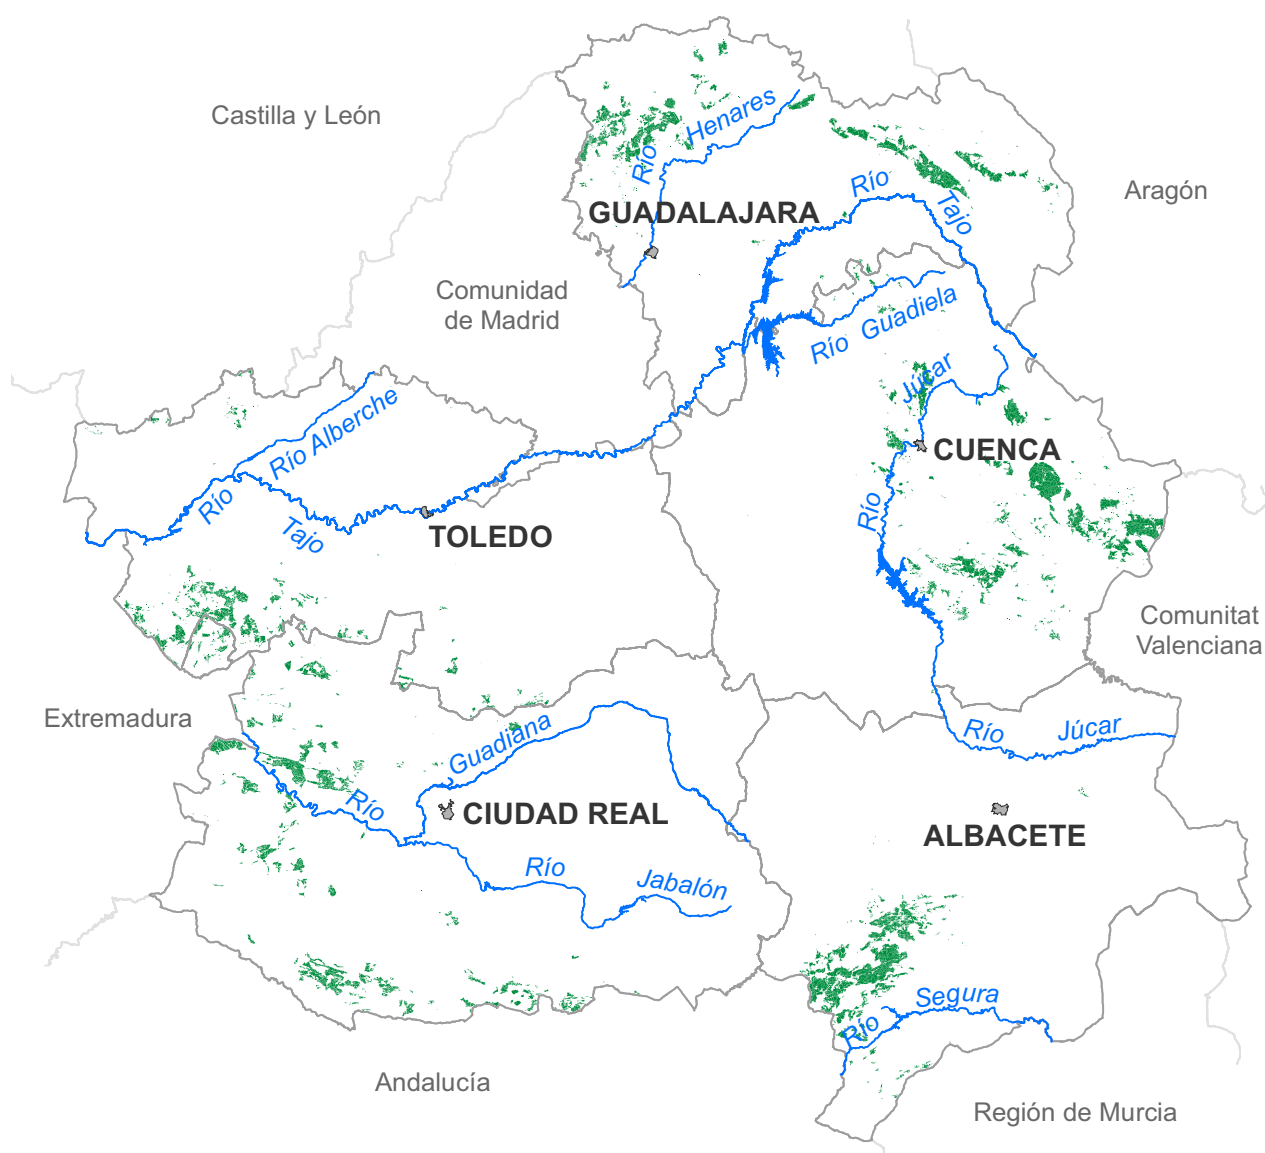 Castilla y León
Río
Henares
Aragón
GUADALAJARA
Río
Tajo
Comunidad
de Madrid
Río Guadiela
Júcar
Río Alberche
CUENCA
Río
Río
Tajo
TOLEDO
Comunitat
Valenciana
Extremadura
Guadiana
Río
Júcar
Río
CIUDAD REAL
ALBACETE
Río
Jabalón
Segura
Río
Andalucía
Región de Murcia